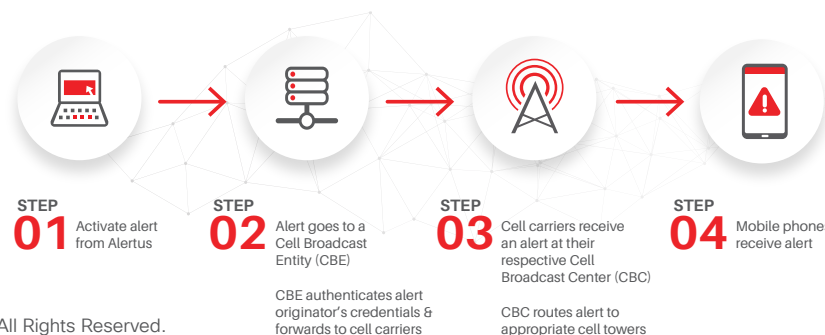 STEP
01
Activate alert
from Alertus
STEP
02
Alert goes to a
Cell Broadcast
Entity (CBE)
CBE authenticates alert
originator's credentials &
forwards to cell carriers
STEP
03
Cell carriers receive
an alert at their
respective Cell
Broadcast Center (CBC)
CBC routes alert to
appropriate cell towers
STEP
04
Mobile phone
receive alert
All Rights Reserved.